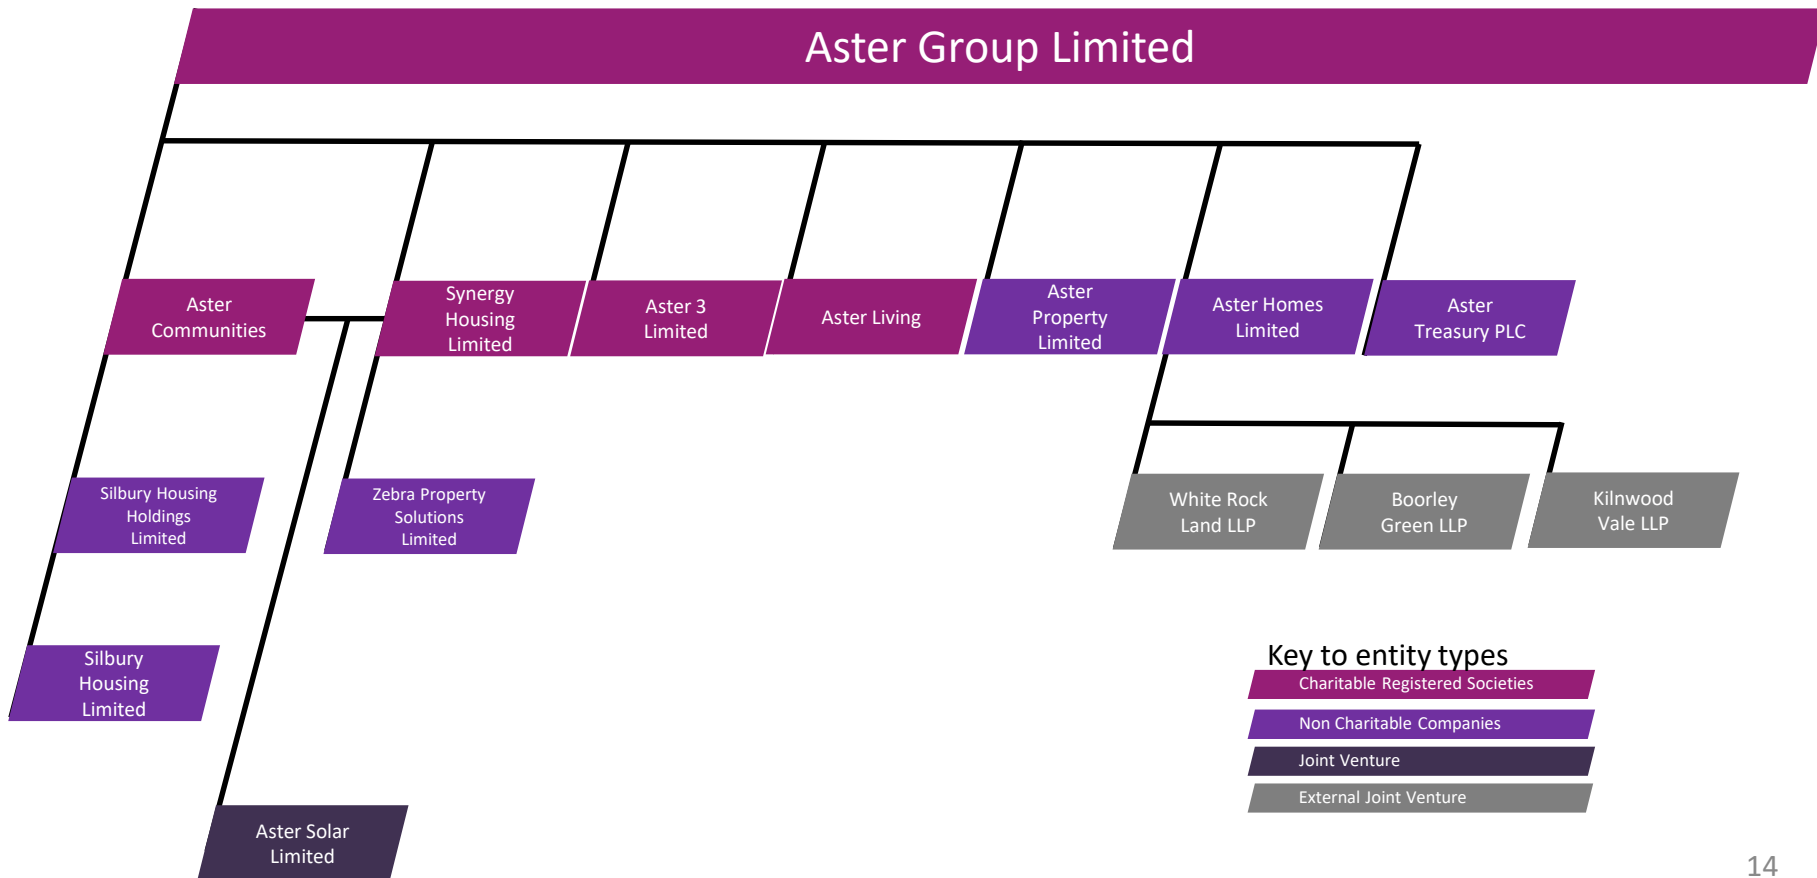 Aster Group Limited
Aster
Communities
Synergy
Housing
Limited
Aster 3
Limited
Aster Living
Aster
Property
Limited
Aster Homes
Limited
Aster
Treasury PLC
Silbury Housing
Holdings
Limited
Zebra Property
Solutions
Limited
White Rock
Land LLP
Boorley
Green LLP
Kilnwood
Vale LLP
Silbury
Housing
Limited
Aster Solar
Limited
Key to entity types
Charitable Registered Societies
Non Charitable Companies
Joint Venture
External Joint Venture
14